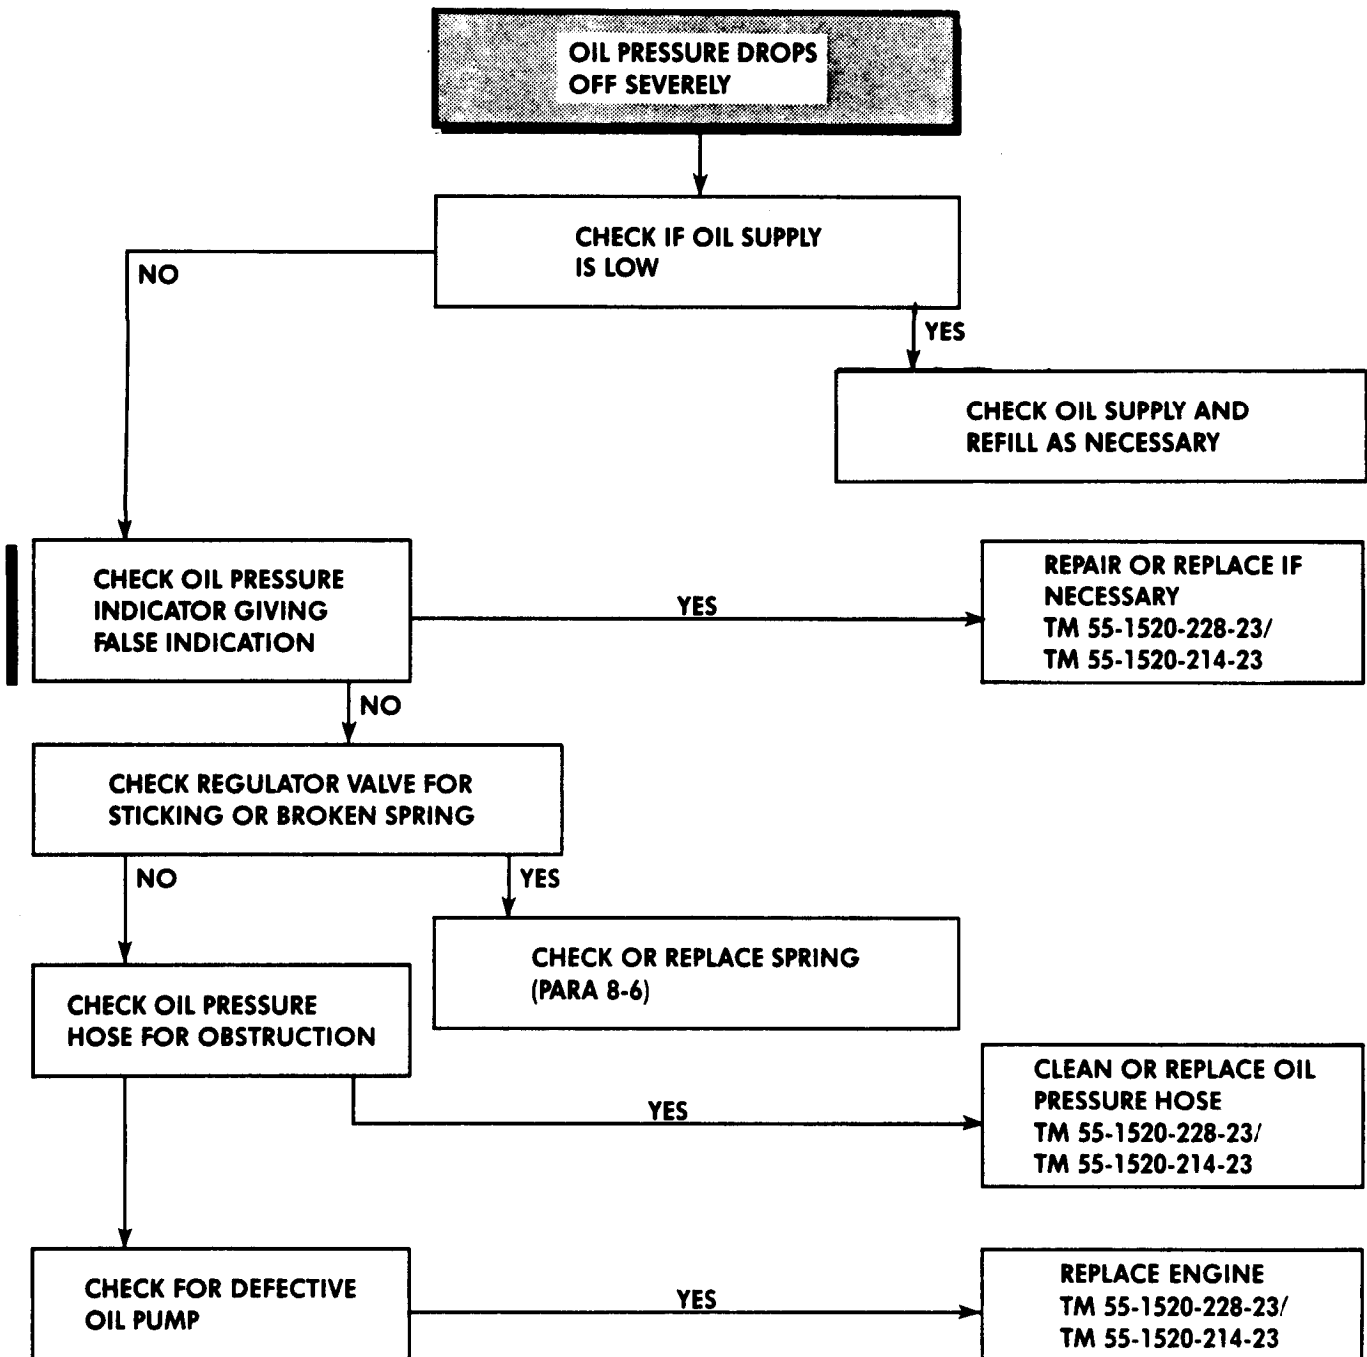 OIL PRESSURE DROPS
OFF SEVERELY
CHECK IF OIL SUPPLY
IS LOW
NO
YES
CHECK OIL SUPPLY AND
REFILL AS NECESSARY
CHECK OIL PRESSURE
INDICATOR GIVING
FALSE INDICATION
YES
REPAIR OR REPLACE IF
NECESSARY
TM 55-1520-228-23/
TM 55-1520-214-23
NO
CHECK REGULATOR VALVE FOR
STICKING OR BROKEN SPRING
NO
YES
CHECK OR REPLACE SPRING
(PARA 8-6)
CHECK OIL PRESSURE
HOSE FOR OBSTRUCTION
YES
CLEAN OR REPLACE OIL
PRESSURE HOSE
TM 55-1520-228-23/
TM 55-1520-214-23
CHECK FOR DEFECTIVE
OIL PUMP
YES
REPLACE ENGINE
TM 55-1520-228-23/
TM 55-1520-214-23